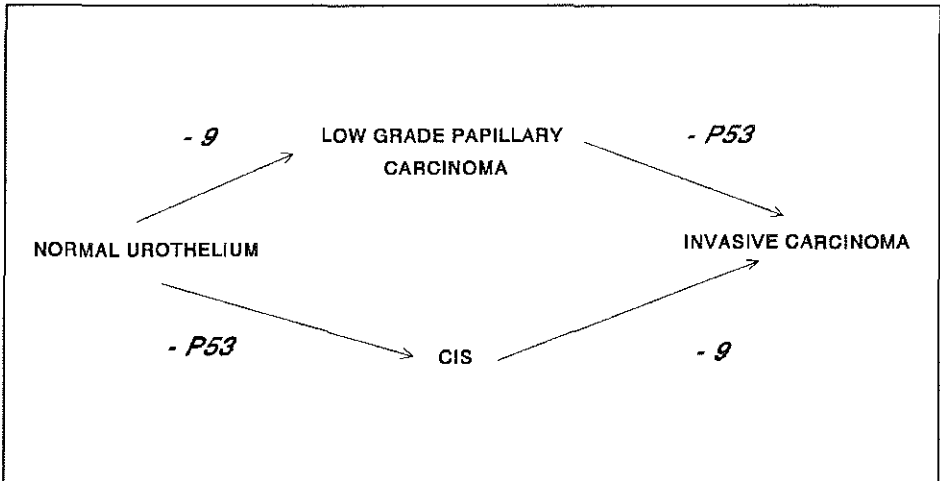 - 9
LOW GRADE PAPILLARY
CARCINOMA
- P53
NORMAL UROTHELIUM
INVASIVE CARCINOMA
- P53
CIS
- 9